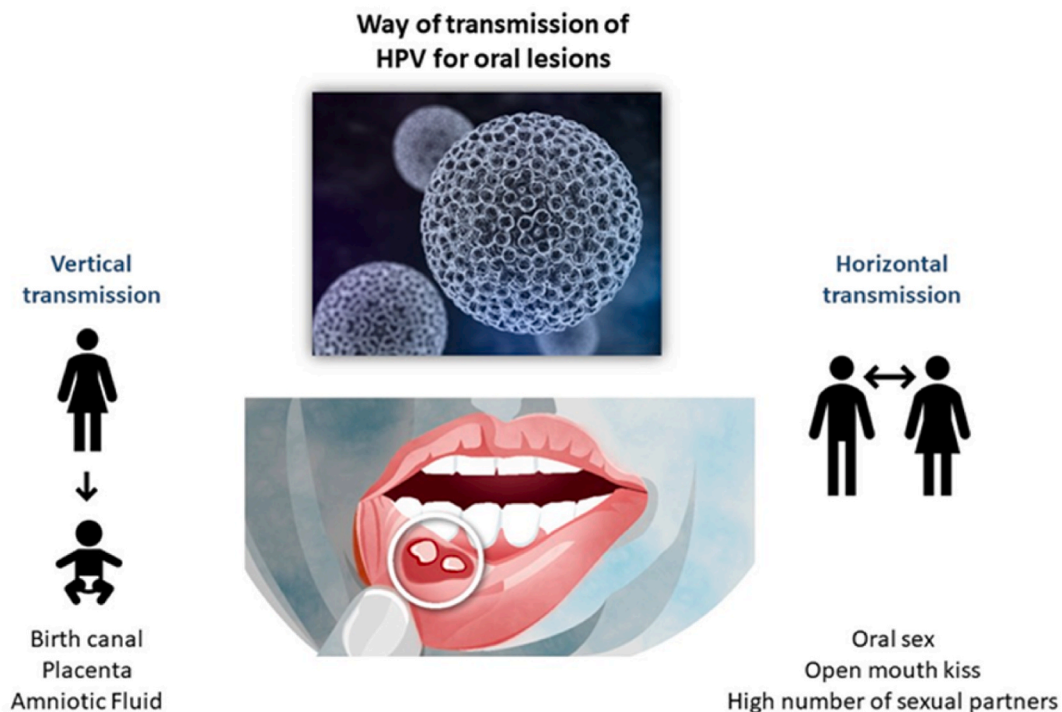 Way of transmission of
HPV for oral lesions
Vertical
transmission
Birth canal
Placenta
Amniotic Fluid
Horizontal
transmission
Oral sex
Open mouth kiss
High number of sexual partners